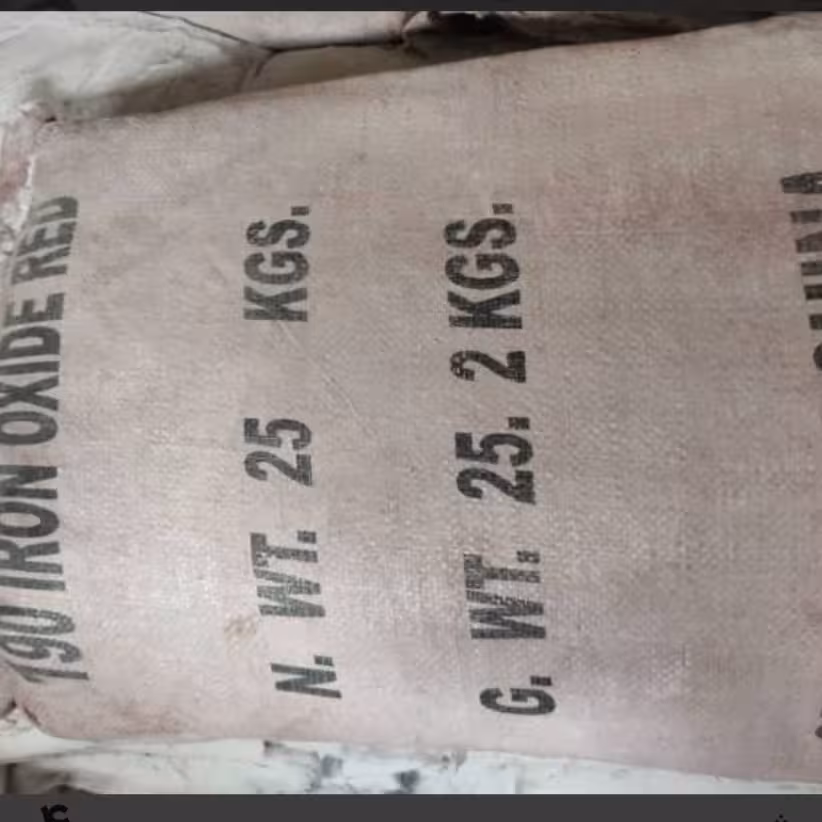 190 IRON OXIDE RED
N. WT. 25 KGS.
G. WT. 25. 2 KGS.